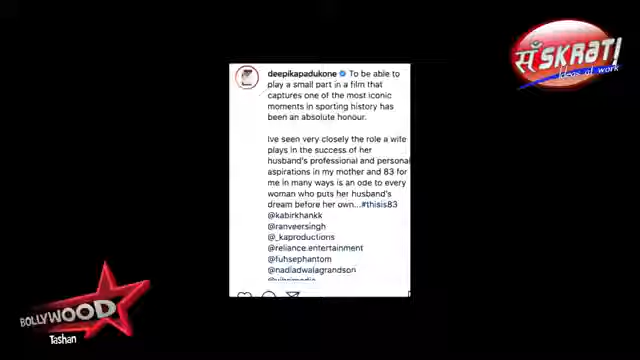 सँSKRATI
Ideas at work
deepikapadukone To be able to
play a small part in a film that
captures one of the most iconic
moments in sporting history has
been an absolute honour.
Ive seen very closely the role a wife
plays in the success of her
husband's professional and personal
aspirations in my mother and 83 for
me in many ways is an ode to every
woman who puts her husband's
dream before her own...#thisis83
@kabirkhankk
@ranveersingh
@_kaproductions
@reliance.entertainment
@fuhsephantom
@nadiadwalagrandson
BOLLYWOOD
Tashan